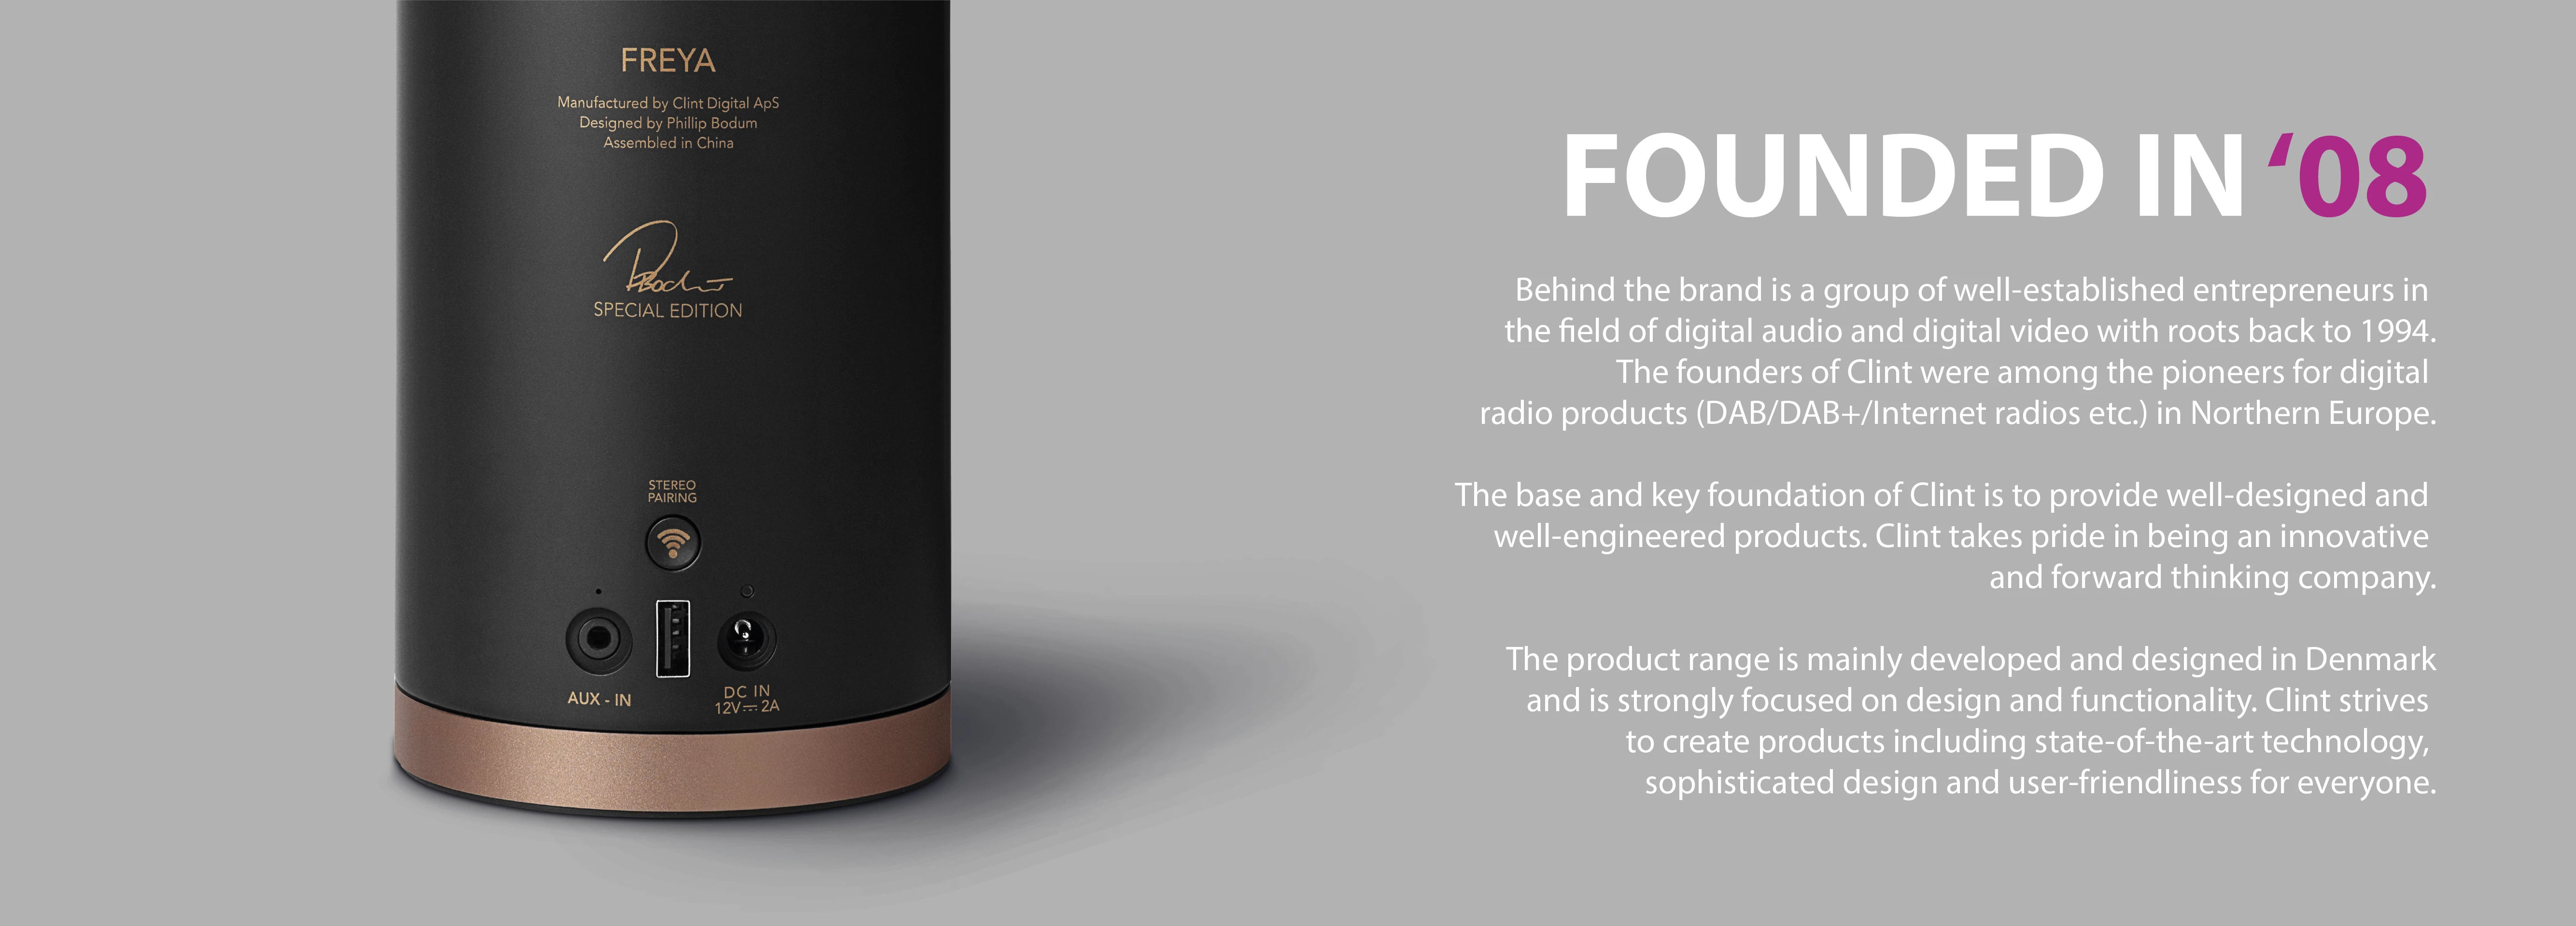 FREYA
Manufactured by Clint Digital ApS
Designed by Phillip Bodum
Assembled in China
SPECIAL EDITION
STEREO
PAIRING
AUX - IN
DC IN
12V⎓2A
FOUNDED IN ‘08
Behind the brand is a group of well-established entrepreneurs in
the field of digital audio and digital video with roots back to 1994.
The founders of Clint were among the pioneers for digital
radio products (DAB/DAB+/Internet radios etc.) in Northern Europe.
The base and key foundation of Clint is to provide well-designed and
well-engineered products. Clint takes pride in being an innovative
and forward thinking company.
The product range is mainly developed and designed in Denmark
and is strongly focused on design and functionality. Clint strives
to create products including state-of-the-art technology,
sophisticated design and user-friendliness for everyone.